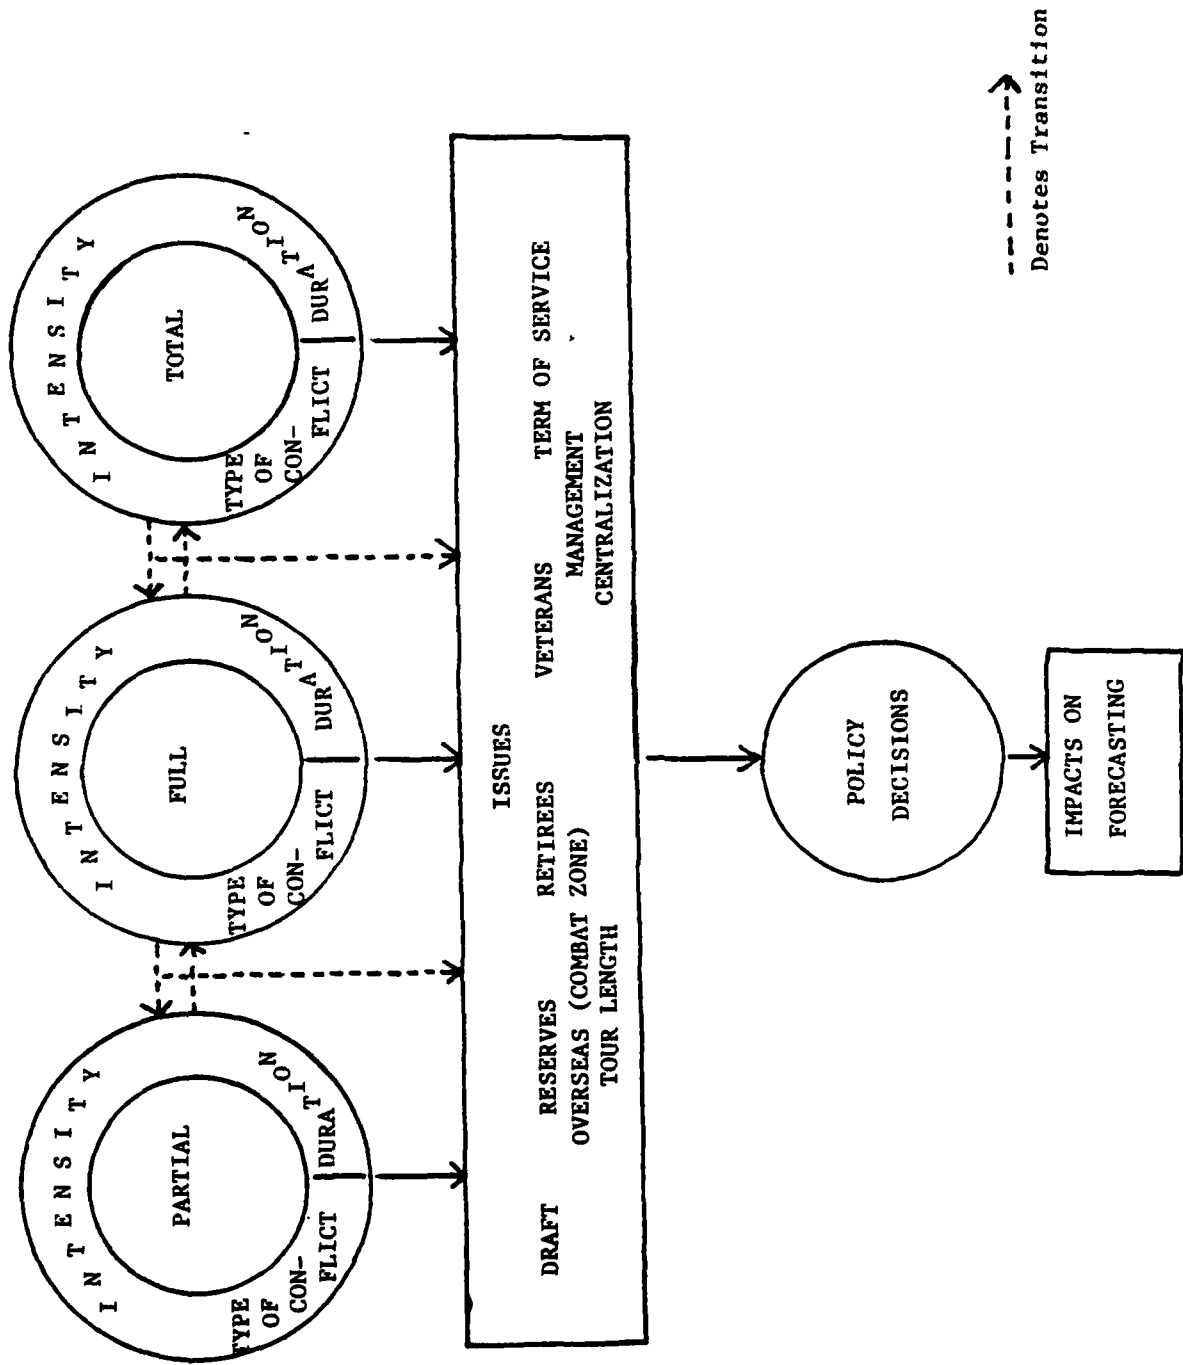 INTENSITY
PARTIAL
TYPE
OF
CON-
FLICT
DURATION
INTENSITY
FULL
TYPE
OF
CON-
FLICT
DURATION
INTENSITY
TOTAL
TYPE
OF
CON-
FLICT
DURATION
ISSUES
DRAFT RESERVES RETIREES VETERANS TERM OF SERVICE
OVERSEAS (COMBAT ZONE) MANAGEMENT
TOUR LENGTH CENTRALIZATION
POLICY
DECISIONS
IMPACTS ON
FORECASTING
Denotes Transition